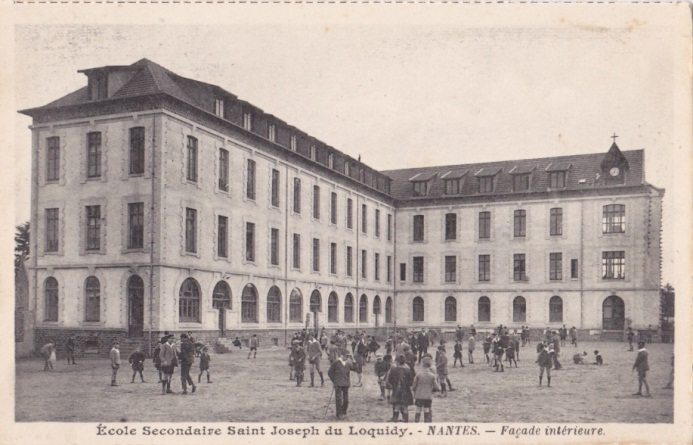 École Secondaire Saint Joseph du Loquidy. - NANTES. — Façade intérieure.